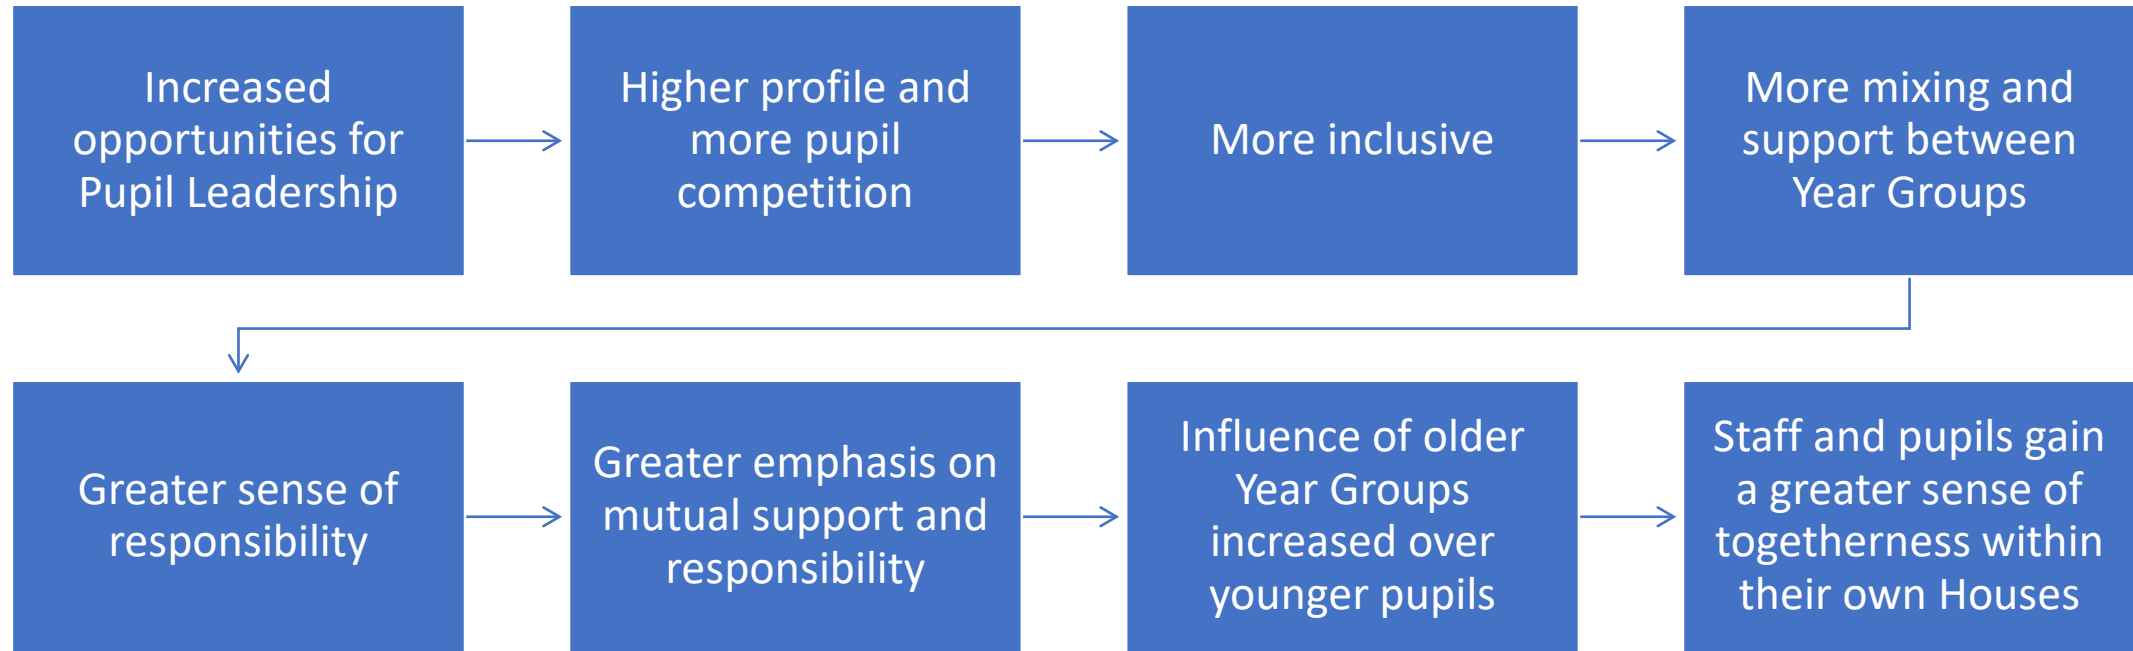 Increased
opportunities for
Pupil Leadership
Higher profile and
more pupil
competition
More inclusive
More mixing and
support between
Year Groups
Greater sense of
responsibility
Greater emphasis on
mutual support and
responsibility
Influence of older
Year Groups
increased over
younger pupils
Staff and pupils gain
a greater sense of
togetherness within
their own Houses